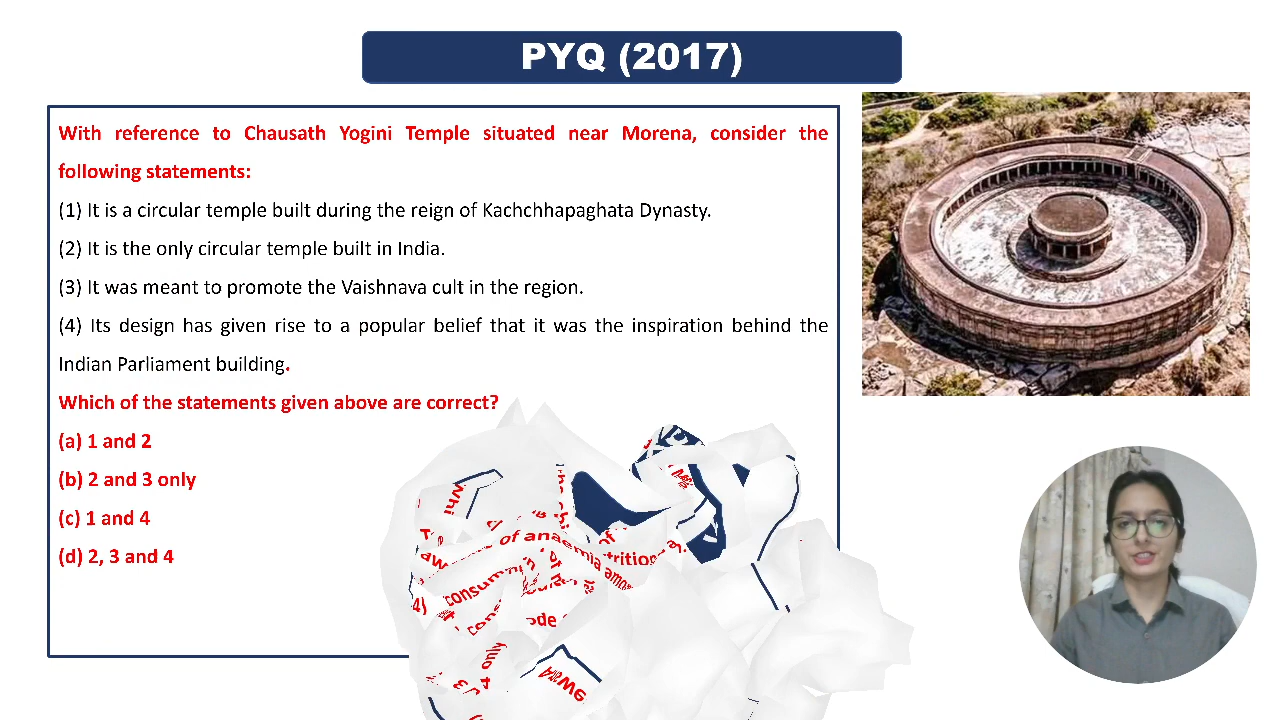 PYQ (2017)
With reference to Chausath Yogini Temple situated near Morena, consider the
following statements:
(1) It is a circular temple built during the reign of Kachchhapaghata Dynasty.
(2) It is the only circular temple built in India.
(3) It was meant to promote the Vaishnava cult in the region.
(4) Its design has given rise to a popular belief that it was the inspiration behind the
Indian Parliament building.
Which of the statements given above are correct?
(a) 1 and 2
(b) 2 and 3 only
(c) 1 and 4
(d) 2, 3 and 4
of anaemia
only